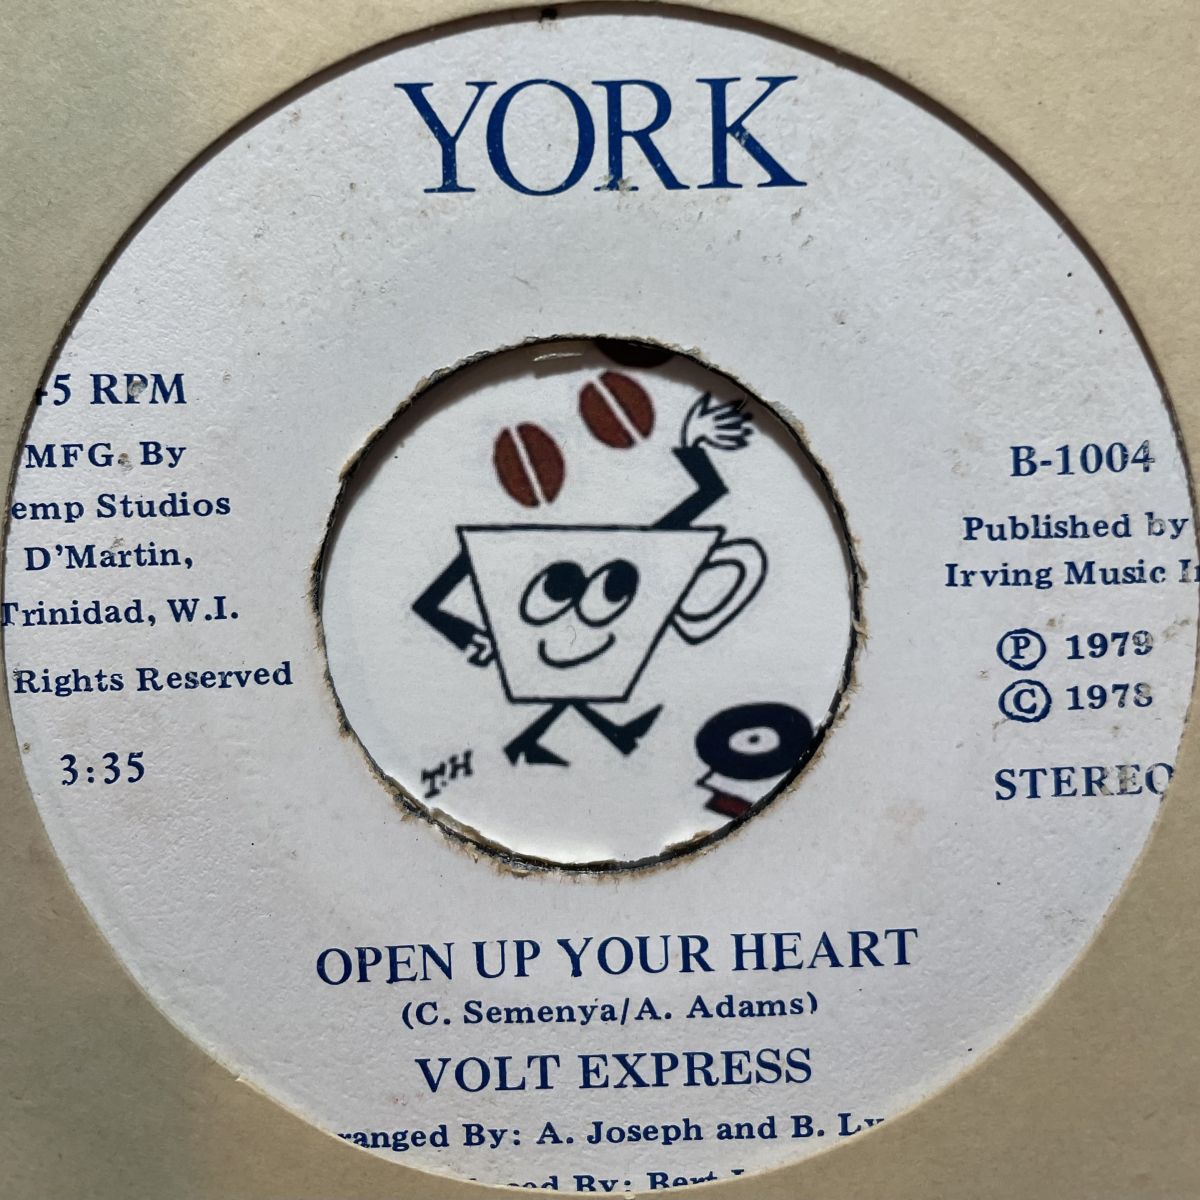 YORK
45 RPM
MFG. By
emp Studios
D'Martin,
Trinidad, W.I.
Rights Reserved
3:35
B-1004
Published by
Irving Music
Ⓟ 1979
Ⓒ 1978
STEREO
T.H
OPEN UP YOUR HEART
(C. Semenya/A. Adams)
VOLT EXPRESS
ranged By: A. Joseph and B.
By: